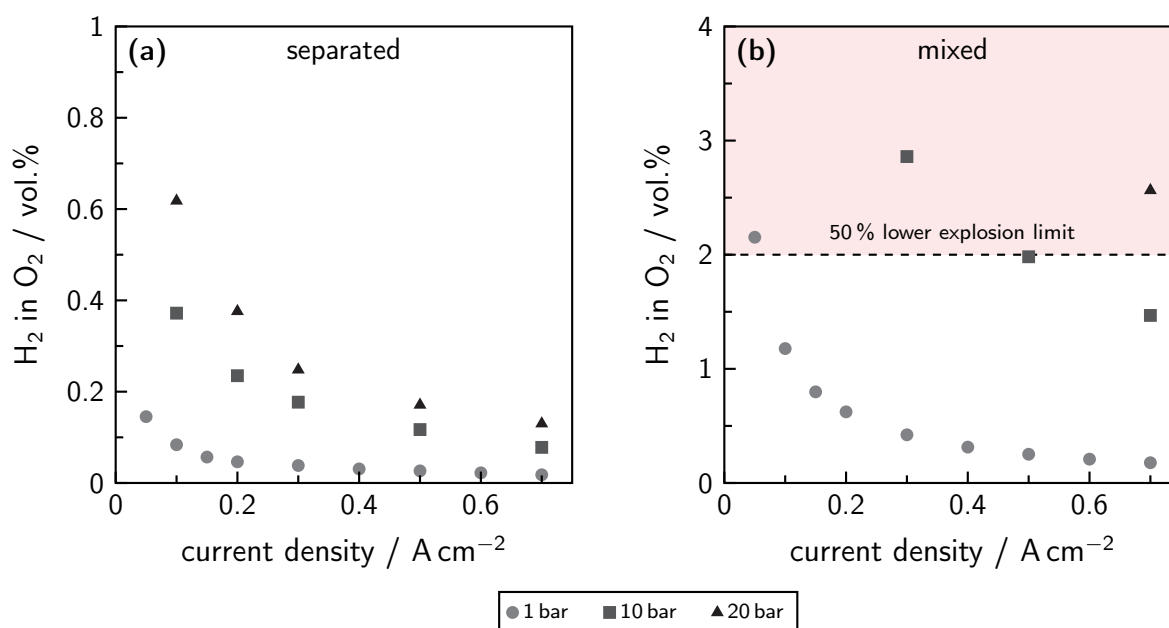 (a) separated
1
0.8
0.6
0.4
0.2
0
H₂ in O₂ / vol.%
0 0.2 0.4 0.6
current density / A cm⁻²
(b) mixed
4
3
2
1
0
H₂ in O₂ / vol.%
50 % lower explosion limit
0 0.2 0.4 0.6
current density / A cm⁻²
1 bar 10 bar 20 bar